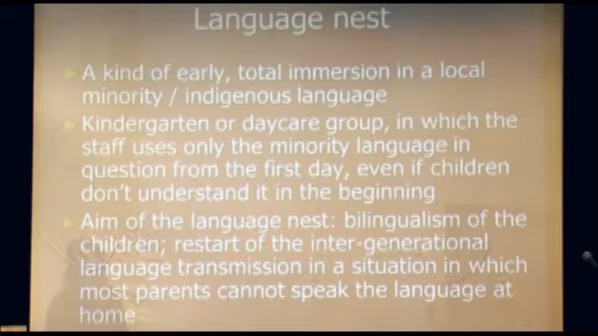 Language nest
A kind of early, total immersion in a local
minority / indigenous language
Kindergarten or daycare group, in which the
staff uses only the minority language in
question from the first day, even if children
don't understand it in the beginning
Aim of the language nest: bilingualism of the
children; restart of the inter-generational
language transmission in a situation in which
most parents cannot speak the language at
home